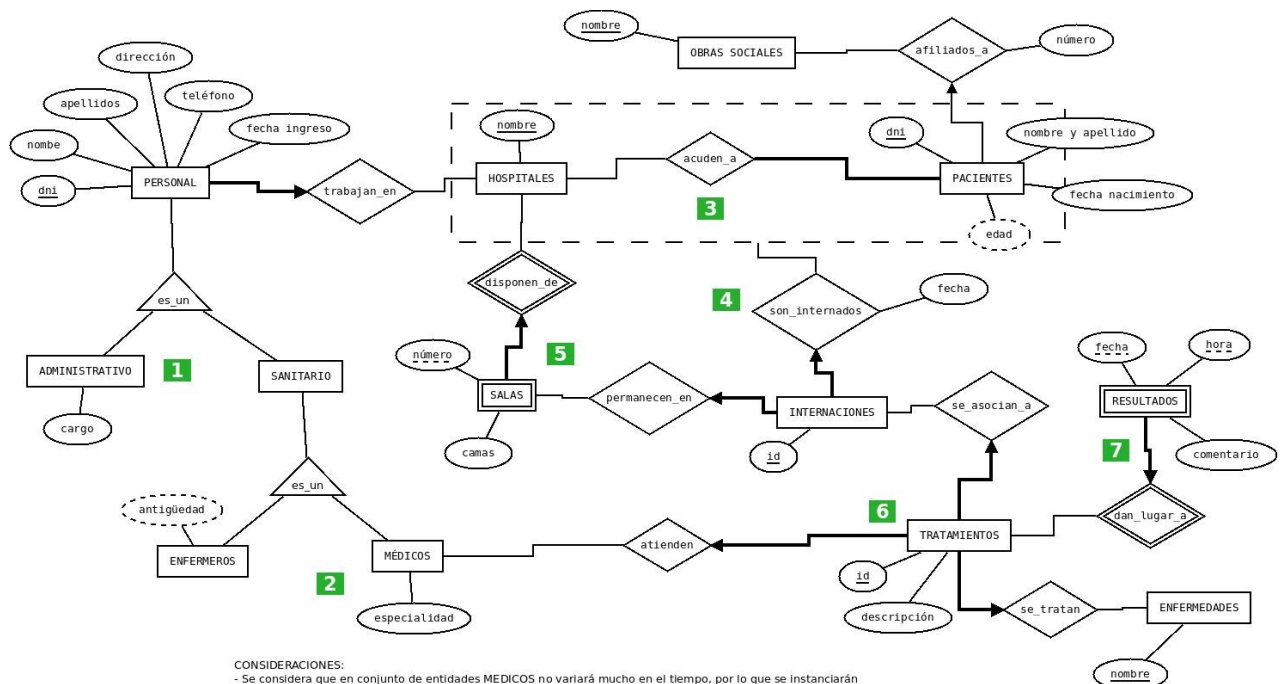 nombre
OBRAS SOCIALES
afiliados_a
número
dirección
apellidos
teléfono
fecha ingreso
nombe
dni
PERSONAL
trabajan_en
nombre
HOSPITALES
acuden_a
dni
nombre y apellido
PACIENTES
fecha nacimiento
edad
3
disponen_de
4
son_internados
fecha
es_un
ADMINISTRATIVO
1
SANITARIO
cargo
número
5
SALAS
camas
permanecen_en
INTERNACIONES
id
se_asocian_a
fecha
hora
RESULTADOS
7
comentario
es_un
antigüedad
ENFERMEROS
MÉDICOS
2
especialidad
atienden
6
TRATAMIENTOS
dan_lugar_a
id
descripción
se_tratan
ENFERMEDADES
nombre
CONSIDERACIONES:
- Se considera que en conjunto de entidades MEDICOS no variará mucho en el tiempo, por lo que se instanciarán